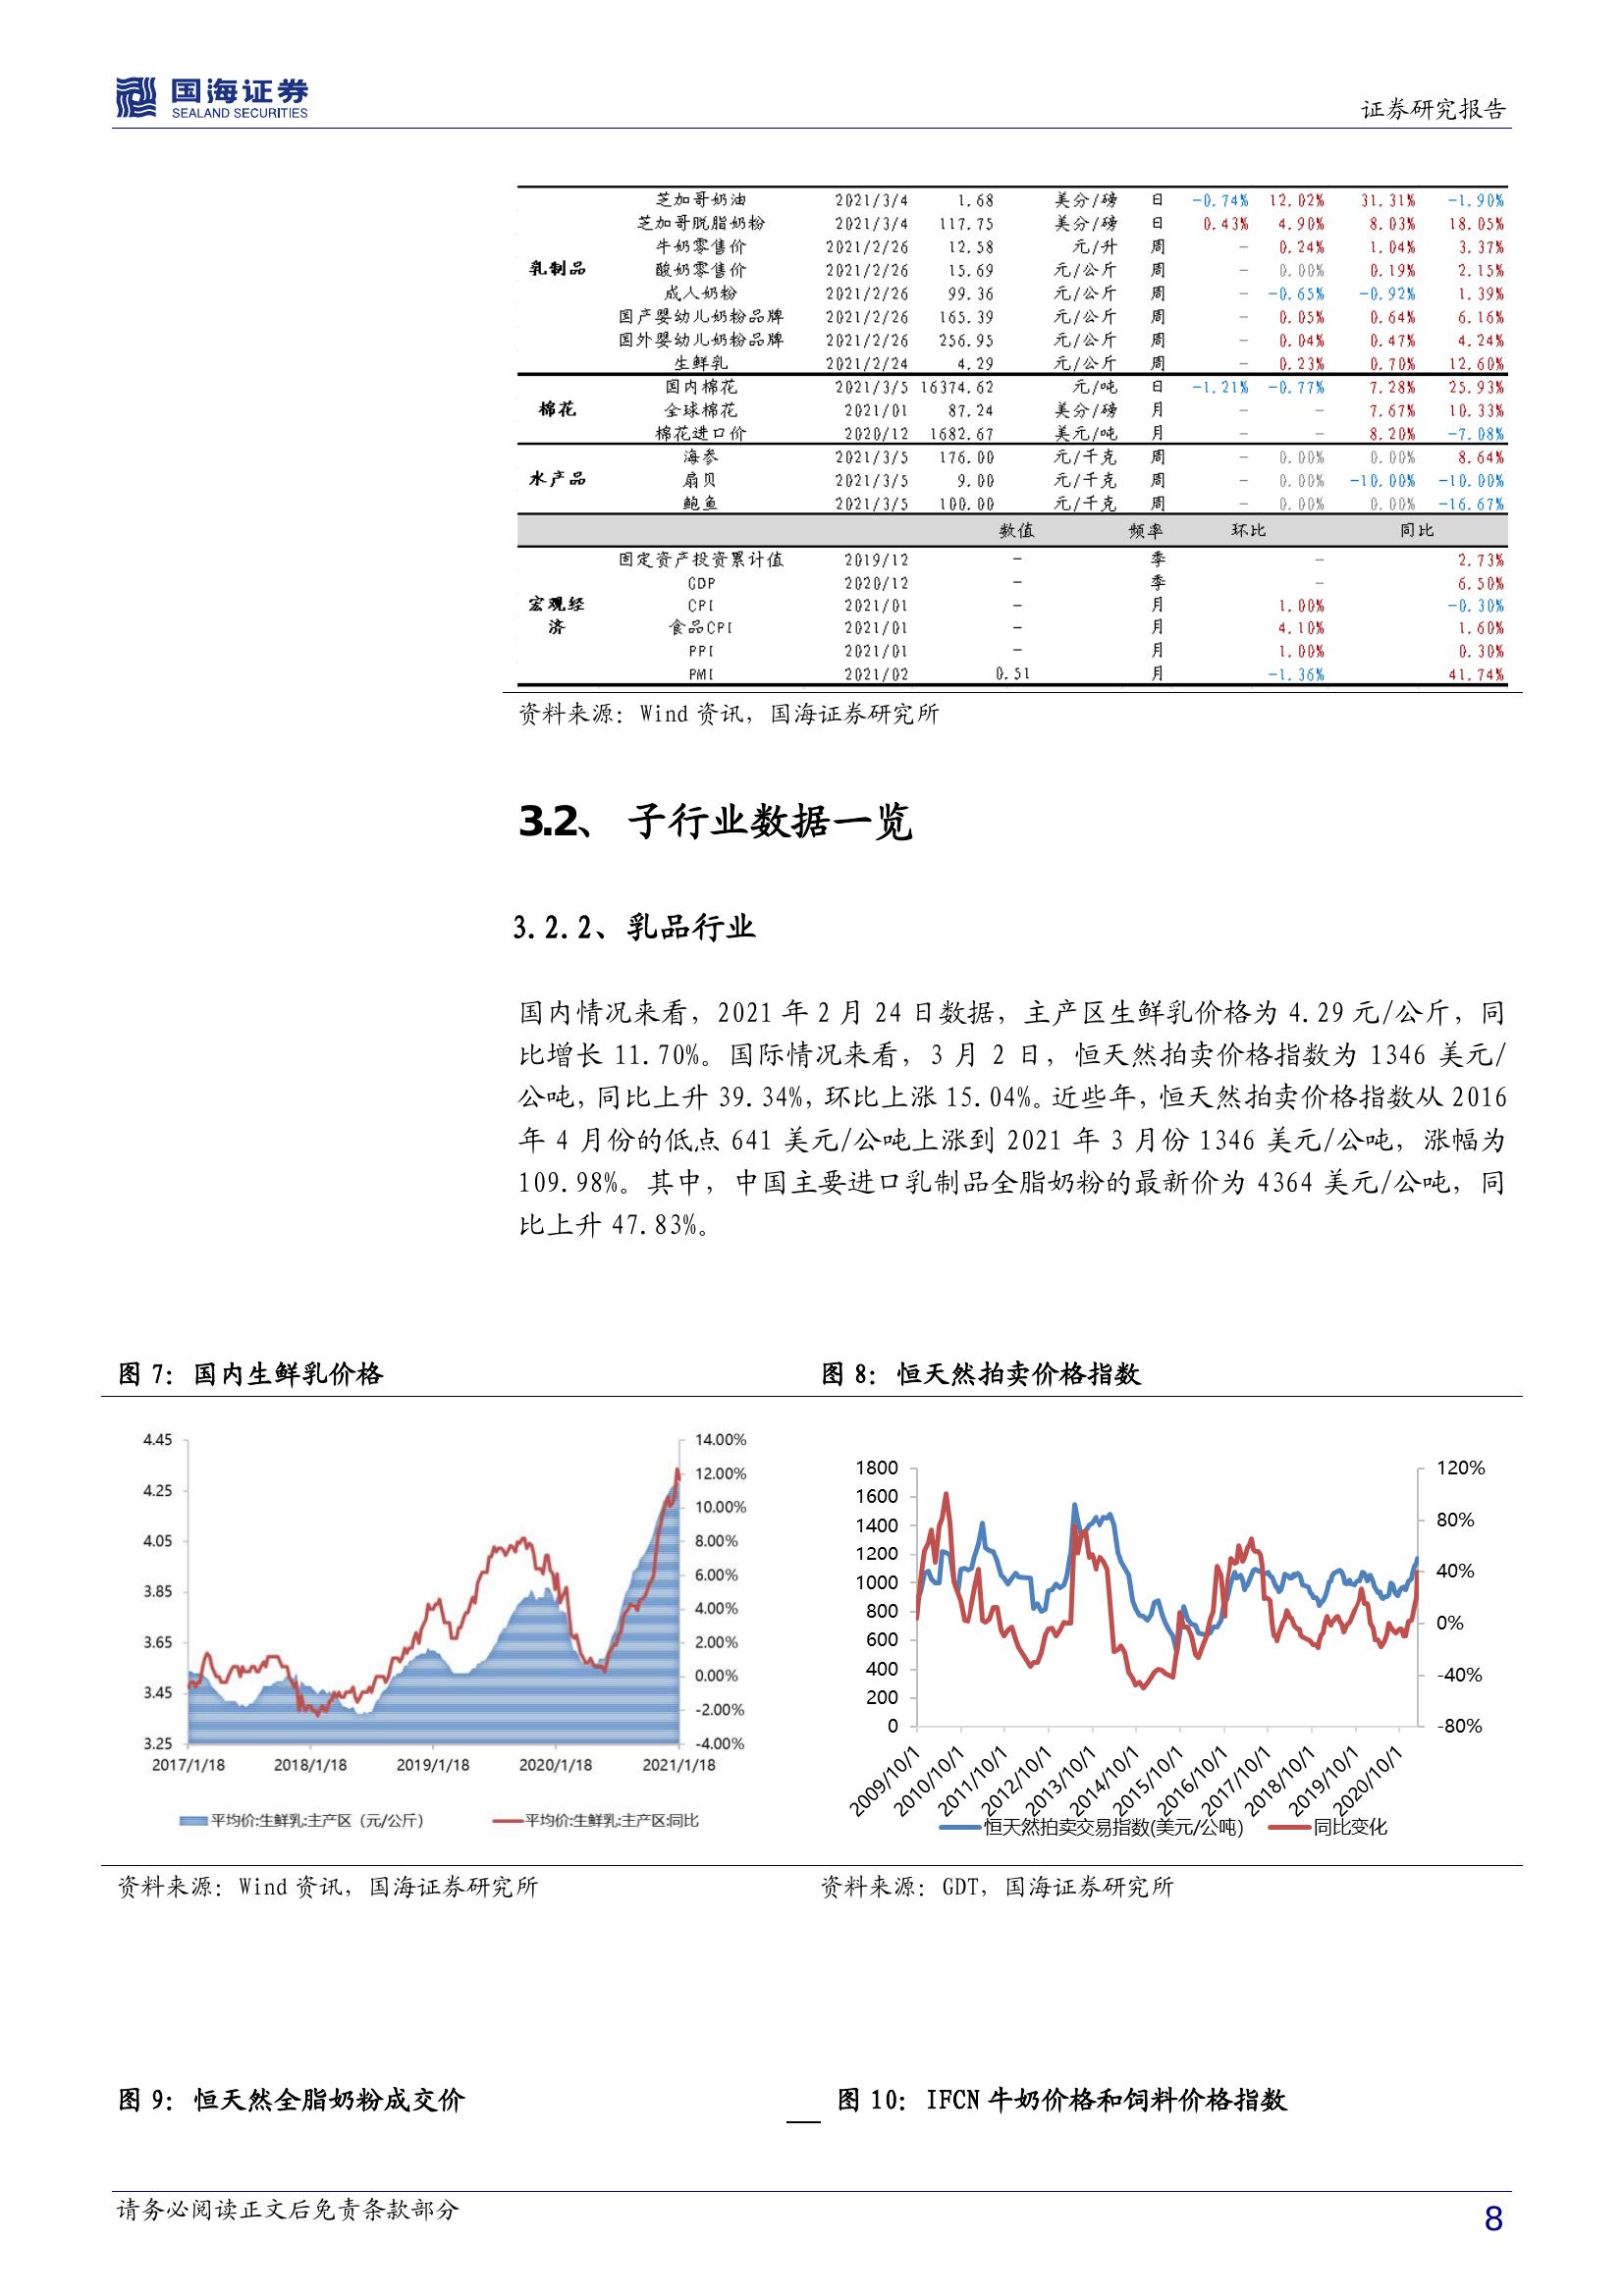 国海证券
SEALAND SECURITIES
证券研究报告
芝加哥奶油 2021/3/4 1.68 美分/磅 日 -0.74% 12.02% 31.31% -1.90%
芝加哥脱脂奶粉 2021/3/4 117.75 美分/磅 日 0.43% 4.90% 8.03% 18.05%
牛奶零售价 2021/2/26 12.58 元/升 周 - 0.24% 1.04% 3.37%
乳制品 酸奶零售价 2021/2/26 15.69 元/公斤 周 - 0.00% 0.19% 2.15%
成人奶粉 2021/2/26 99.36 元/公斤 周 - -0.65% -0.92% 1.39%
国产婴幼儿奶粉品牌 2021/2/26 165.39 元/公斤 周 - 0.05% 0.64% 6.16%
国外婴幼儿奶粉品牌 2021/2/26 256.95 元/公斤 周 - 0.04% 0.47% 4.24%
生鲜乳 2021/2/24 4.29 元/公斤 周 - 0.23% 0.70% 12.60%
国内棉花 2021/3/5 16374.62 元/吨 日 -1.21% -0.77% 7.28% 25.93%
棉花 全球棉花 2021/01 87.24 美分/磅 月 - - 7.67% 10.33%
棉花进口价 2020/12 1682.67 美元/吨 月 - - 8.20% -7.08%
海参 2021/3/5 176.00 元/千克 周 - 0.00% 0.00% 8.64%
水产品 扇贝 2021/3/5 9.00 元/千克 周 - 0.00% -10.00% -10.00%
鲍鱼 2021/3/5 100.00 元/千克 周 - 0.00% 0.00% -16.67%
数值 频率 环比 同比
固定资产投资累计值 2019/12 - 季 - 2.73%
GDP 2020/12 - 季 - 6.50%
宏观经济 CPI 2021/01 - 月 1.00% -0.30%
食品CPI 2021/01 - 月 4.10% 1.60%
PPI 2021/01 - 月 1.00% 0.30%
PMI 2021/02 0.51 月 -1.36% 41.74%
资料来源：Wind 资讯，国海证券研究所
3.2、 子行业数据一览
3.2.2、乳品行业
国内情况来看，2021 年 2 月 24 日数据，主产区生鲜乳价格为 4.29 元/公斤，同
比增长 11.70%。国际情况来看，3 月 2 日，恒天然拍卖价格指数为 1346 美元/
公吨，同比上升 39.34%，环比上涨 15.04%。近些年，恒天然拍卖价格指数从 2016
年 4 月份的低点 641 美元/公吨上涨到 2021 年 3 月份 1346 美元/公吨，涨幅为
109.98%。其中，中国主要进口乳制品全脂奶粉的最新价为 4364 美元/公吨，同
比上升 47.83%。
图 7： 国内生鲜乳价格
4.45
4.25
4.05
3.85
3.65
3.45
3.25
14.00%
12.00%
10.00%
8.00%
6.00%
4.00%
2.00%
0.00%
-2.00%
-4.00%
2017/1/18 2018/1/18 2019/1/18 2020/1/18 2021/1/18
平均价:生鲜乳:主产区（元/公斤） 平均价:生鲜乳:主产区:同比
资料来源：Wind 资讯，国海证券研究所
图 8： 恒天然拍卖价格指数
1800
1600
1400
1200
1000
800
600
400
200
0
120%
80%
40%
0%
-40%
-80%
2009/10/1 2010/10/1 2011/10/1 2012/10/1 2013/10/1 2014/10/1 2015/10/1 2016/10/1 2017/10/1 2018/10/1 2019/10/1 2020/10/1
恒天然拍卖交易指数(美元/公吨) 同比变化
资料来源：GDT，国海证券研究所
图 9： 恒天然全脂奶粉成交价
图 10： IFCN 牛奶价格和饲料价格指数
请务必阅读正文后免责条款部分
8